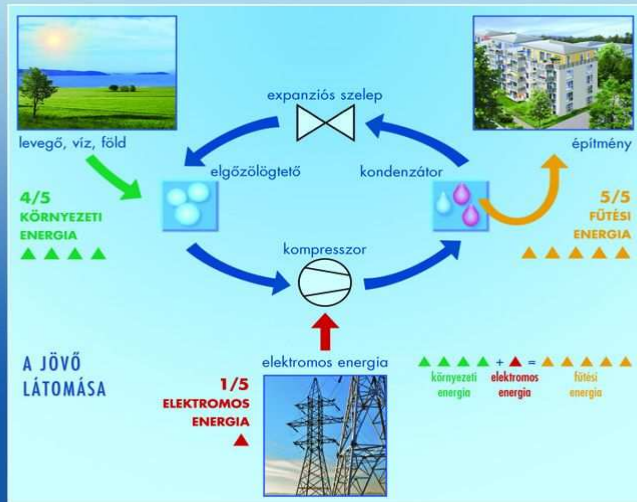 expanziós szelep
levegő, víz, föld
építmény
elgőzölögtető
kondenzátor
4/5
KÖRNYEZETI
ENERGIA
5/5
FŰTÉSI
ENERGIA
kompresszor
A JÖVŐ
LÁTOMÁSA
elektromos energia
1/5
ELEKTROMOS
ENERGIA
+ =
környezeti
energia
elektromos
energia
fűtési
energia